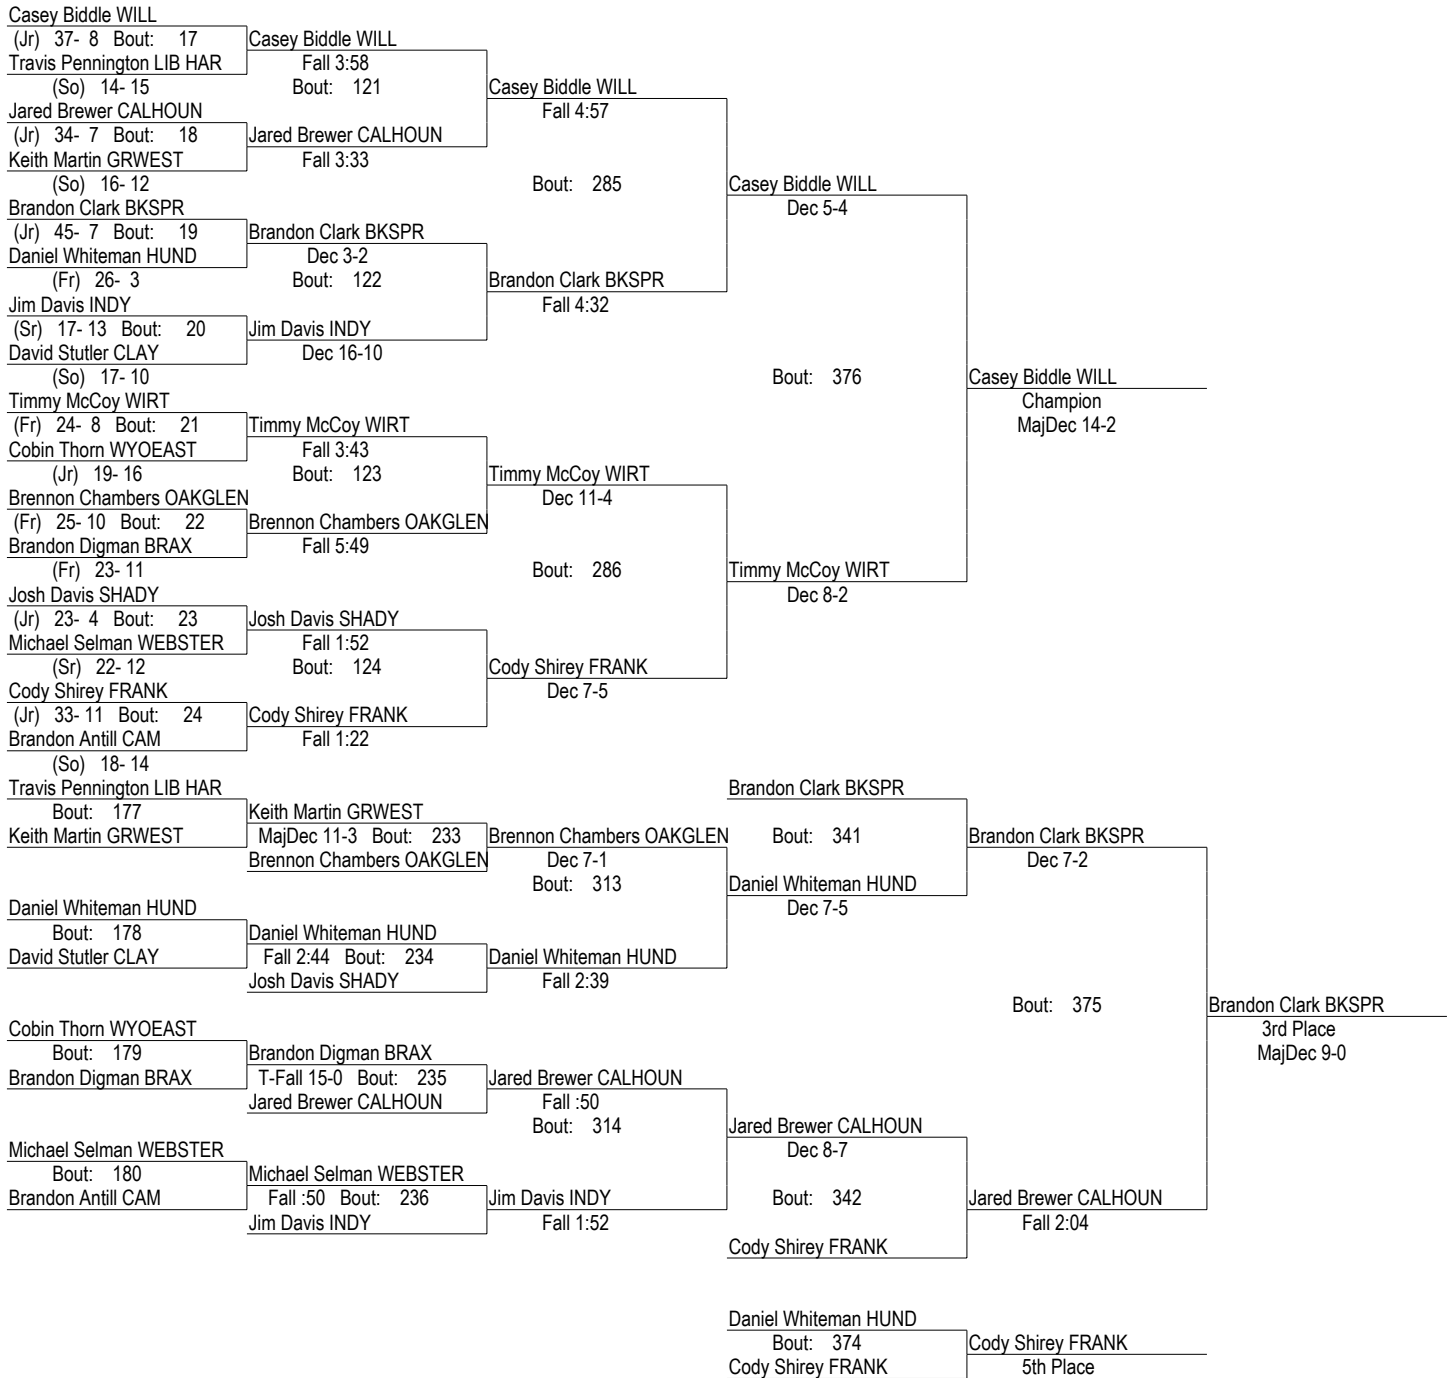 Casey Biddle WILL
(Jr) 37- 8 Bout: 17 Casey Biddle WILL
Travis Pennington LIB HAR Fall 3:58
(So) 14- 15 Bout: 121 Casey Biddle WILL
Jared Brewer CALHOUN Fall 4:57
(Jr) 34- 7 Bout: 18 Jared Brewer CALHOUN
Keith Martin GRWEST Fall 3:33
(So) 16- 12 Bout: 285 Casey Biddle WILL
Brandon Clark BKSPR Dec 5-4
(Jr) 45- 7 Bout: 19 Brandon Clark BKSPR
Daniel Whiteman HUND Dec 3-2
(Fr) 26- 3 Bout: 122 Brandon Clark BKSPR
Jim Davis INDY Fall 4:32
(Sr) 17- 13 Bout: 20 Jim Davis INDY
David Stutler CLAY Dec 16-10
(So) 17- 10 Bout: 376 Casey Biddle WILL
Timmy McCoy WIRT Champion
(Fr) 24- 8 Bout: 21 Timmy McCoy WIRT MajDec 14-2
Cobin Thorn WYOEAST Fall 3:43
(Jr) 19- 16 Bout: 123 Timmy McCoy WIRT
Brennon Chambers OAKGLEN Dec 11-4
(Fr) 25- 10 Bout: 22 Brennon Chambers OAKGLEN
Brandon Digman BRAX Fall 5:49
(Fr) 23- 11 Bout: 286 Timmy McCoy WIRT
Josh Davis SHADY Dec 8-2
(Jr) 23- 4 Bout: 23 Josh Davis SHADY
Michael Selman WEBSTER Fall 1:52
(Sr) 22- 12 Bout: 124 Cody Shirey FRANK
Cody Shirey FRANK Dec 7-5
(Jr) 33- 11 Bout: 24 Cody Shirey FRANK
Brandon Antill CAM Fall 1:22
(So) 18- 14
Travis Pennington LIB HAR Brandon Clark BKSPR
Bout: 177 Keith Martin GRWEST
Keith Martin GRWEST MajDec 11-3 Bout: 233 Brennon Chambers OAKGLEN Bout: 341 Brandon Clark BKSPR
Brennon Chambers OAKGLEN Dec 7-1 Dec 7-2
Bout: 313 Daniel Whiteman HUND
Daniel Whiteman HUND Dec 7-5
Bout: 178 Daniel Whiteman HUND
David Stutler CLAY Fall 2:44 Bout: 234 Daniel Whiteman HUND
Josh Davis SHADY Fall 2:39
Bout: 375 Brandon Clark BKSPR
Cobin Thorn WYOEAST 3rd Place
Bout: 179 Brandon Digman BRAX MajDec 9-0
Brandon Digman BRAX T-Fall 15-0 Bout: 235 Jared Brewer CALHOUN
Jared Brewer CALHOUN Fall :50
Bout: 314 Jared Brewer CALHOUN
Michael Selman WEBSTER Dec 8-7
Bout: 180 Michael Selman WEBSTER
Brandon Antill CAM Fall :50 Bout: 236 Jim Davis INDY Bout: 342 Jared Brewer CALHOUN
Jim Davis INDY Fall 1:52 Fall 2:04
Cody Shirey FRANK
Daniel Whiteman HUND
Bout: 374 Cody Shirey FRANK
Cody Shirey FRANK 5th Place